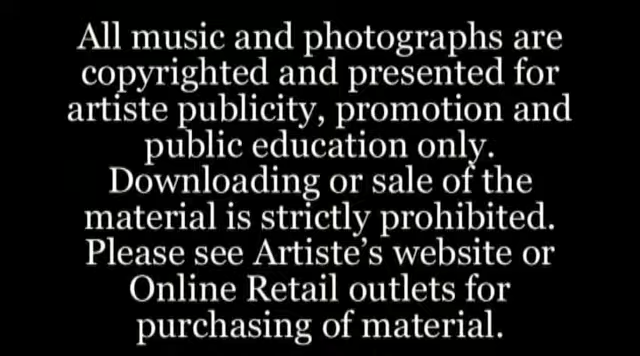 All music and photographs are
copyrighted and presented for
artiste publicity, promotion and
public education only.
Downloading or sale of the
material is strictly prohibited.
Please see Artiste’s website or
Online Retail outlets for
purchasing of material.